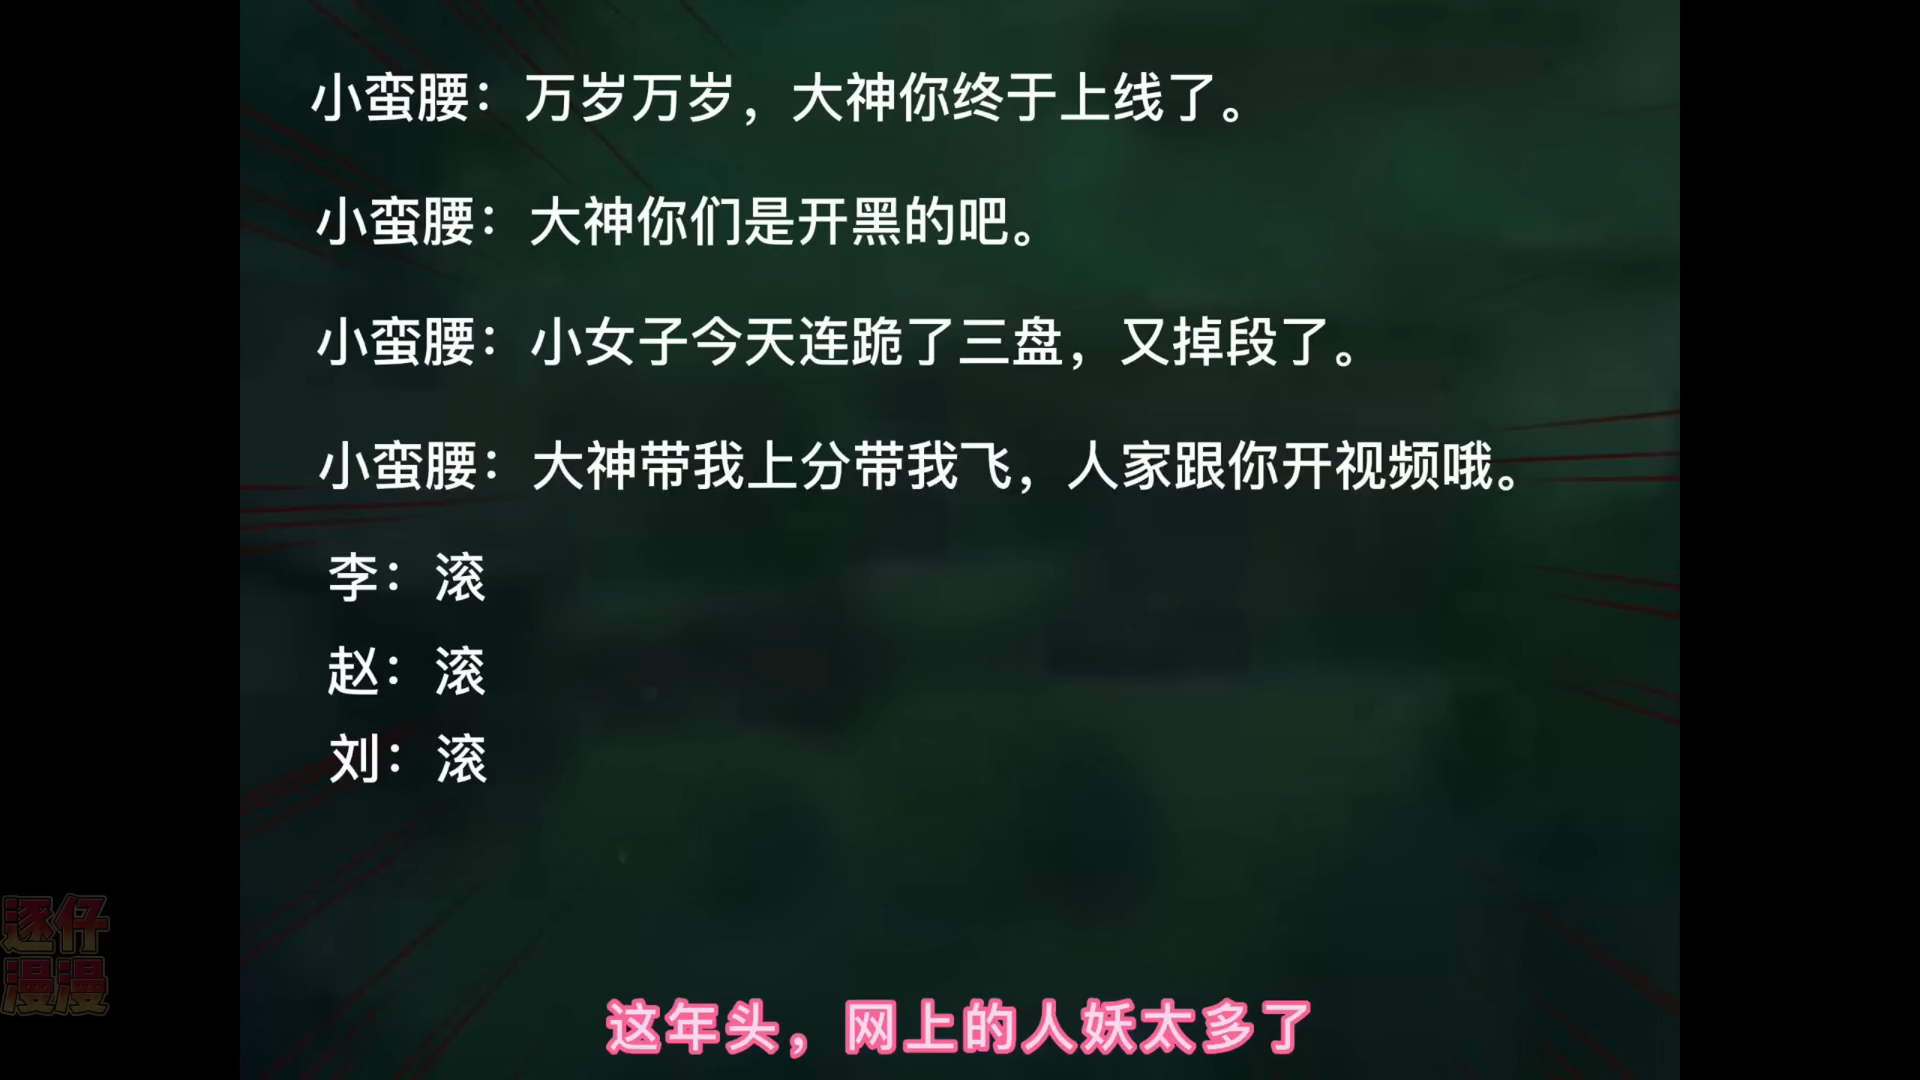 小蛮腰：万岁万岁，大神你终于上线了。
小蛮腰：大神你们是开黑的吧。
小蛮腰：小女子今天连跪了三盘，又掉段了。
小蛮腰：大神带我上分带我飞，人家跟你开视频哦。
李：滚
赵：滚
刘：滚
逐仔
漫漫
这年头，网上的人妖太多了